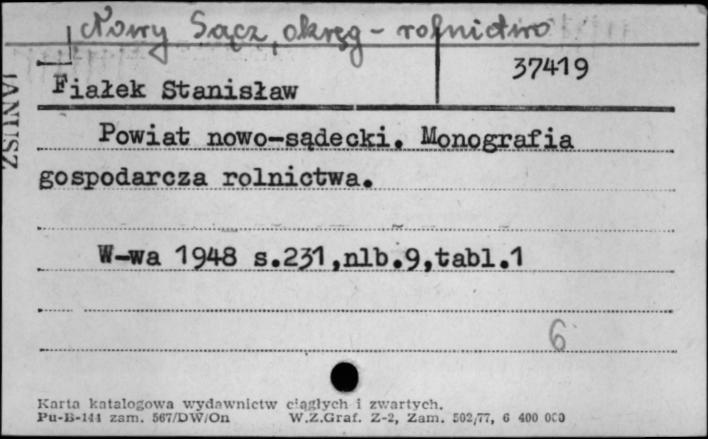 Nowy Sącz, okręg - rolnictwo
37419
Fiałek Stanisław
JANUSZ
Powiat nowo-sądecki. Monografia
gospodarcza rolnictwa.
W-wa 1948 s.231,nlb.9,tabl.1
6
Karta katalogowa wydawnictw ciągłych i zwartych.
Pu-B-144 zam. 567/DW/On W.Z.Graf. Z-2, Zam. 502/77, 6 400 000